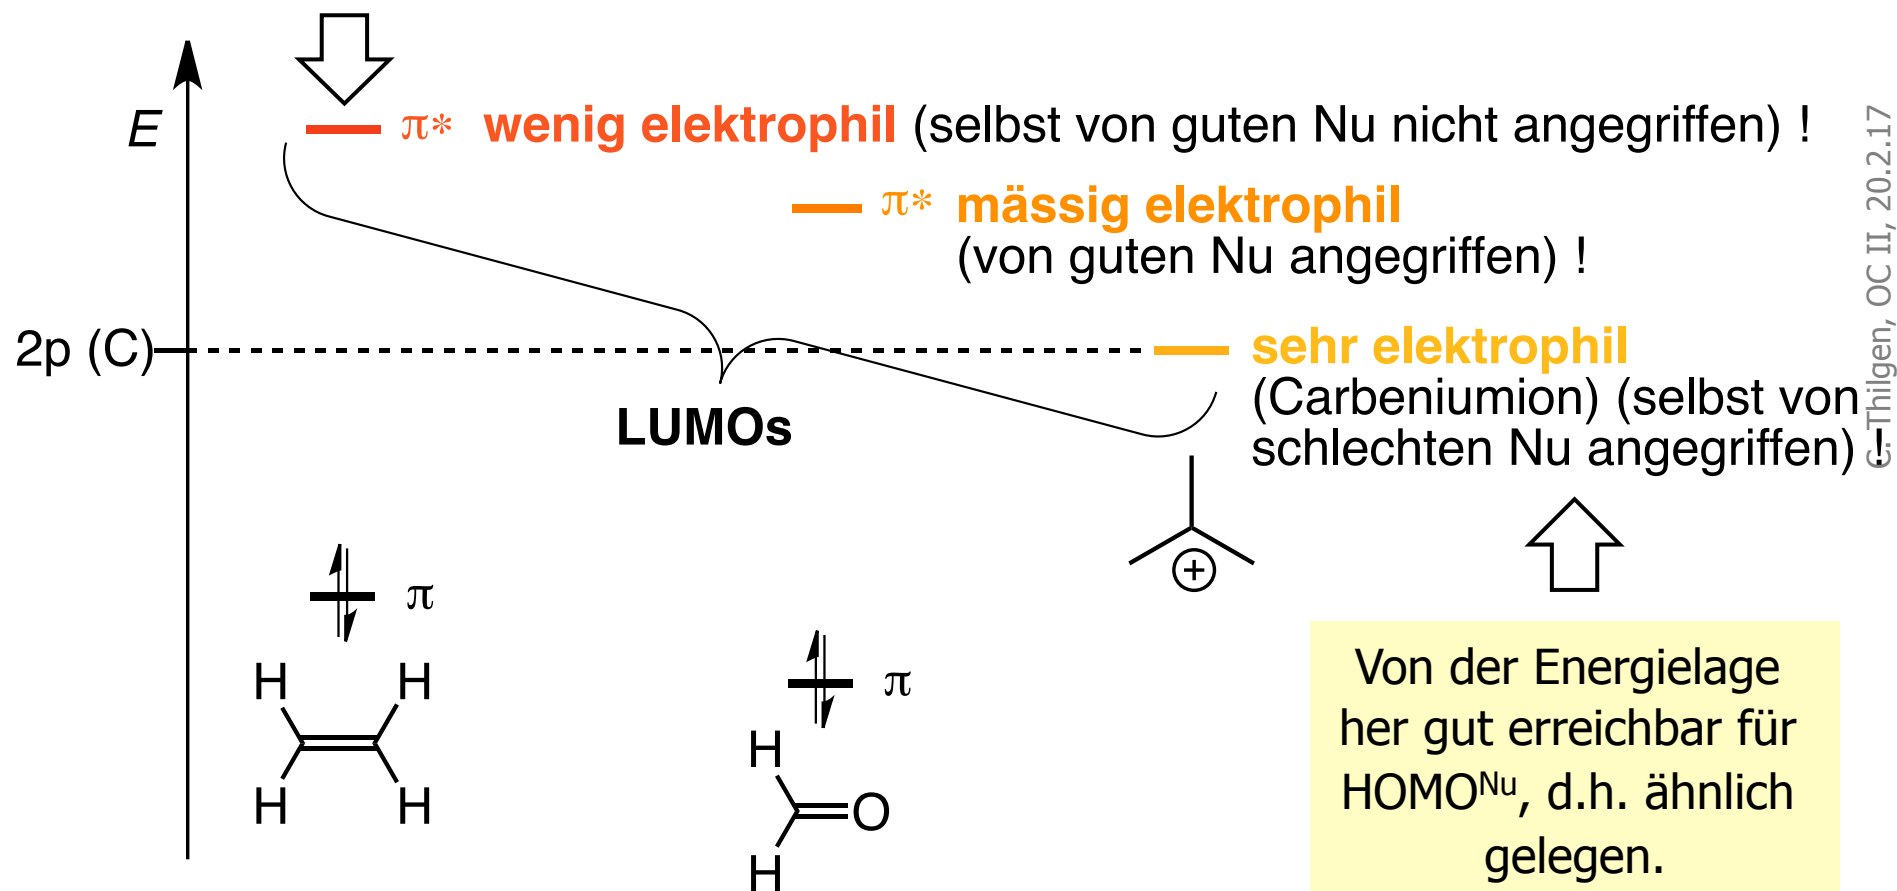 E
π* wenig elektrophil (selbst von guten Nu nicht angegriffen) !
π* mässig elektrophil
(von guten Nu angegriffen) !
2p (C)
sehr elektrophil
(Carbeniumion) (selbst von
schlechten Nu angegriffen) !
LUMOs
+
π
H H
H H
π
H
O
H
Von der Energielage
her gut erreichbar für
HOMOᴺᵘ, d.h. ähnlich
gelegen.
C. Thilgen, OC II, 20.2.17